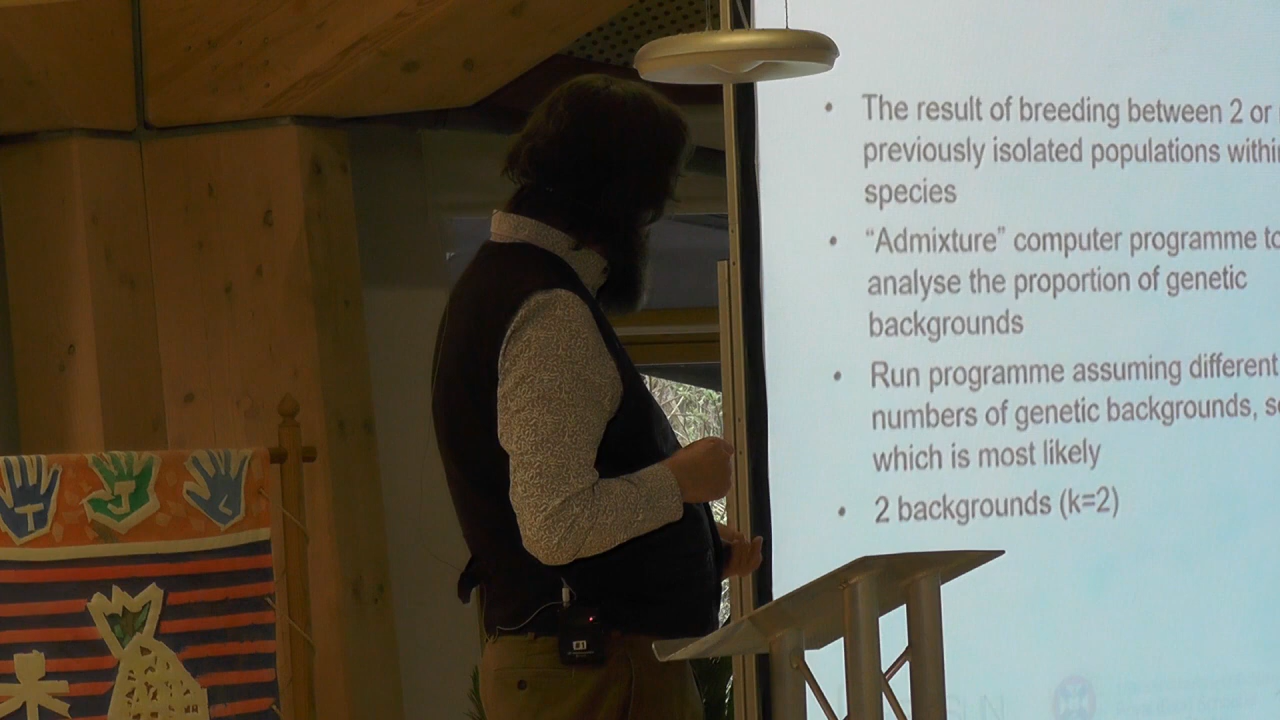 • The result of breeding between 2 or
previously isolated populations within
species
• “Admixture” computer programme to
analyse the proportion of genetic
backgrounds
• Run programme assuming different
numbers of genetic backgrounds,
which is most likely
• 2 backgrounds (k=2)
T
J
L
#1